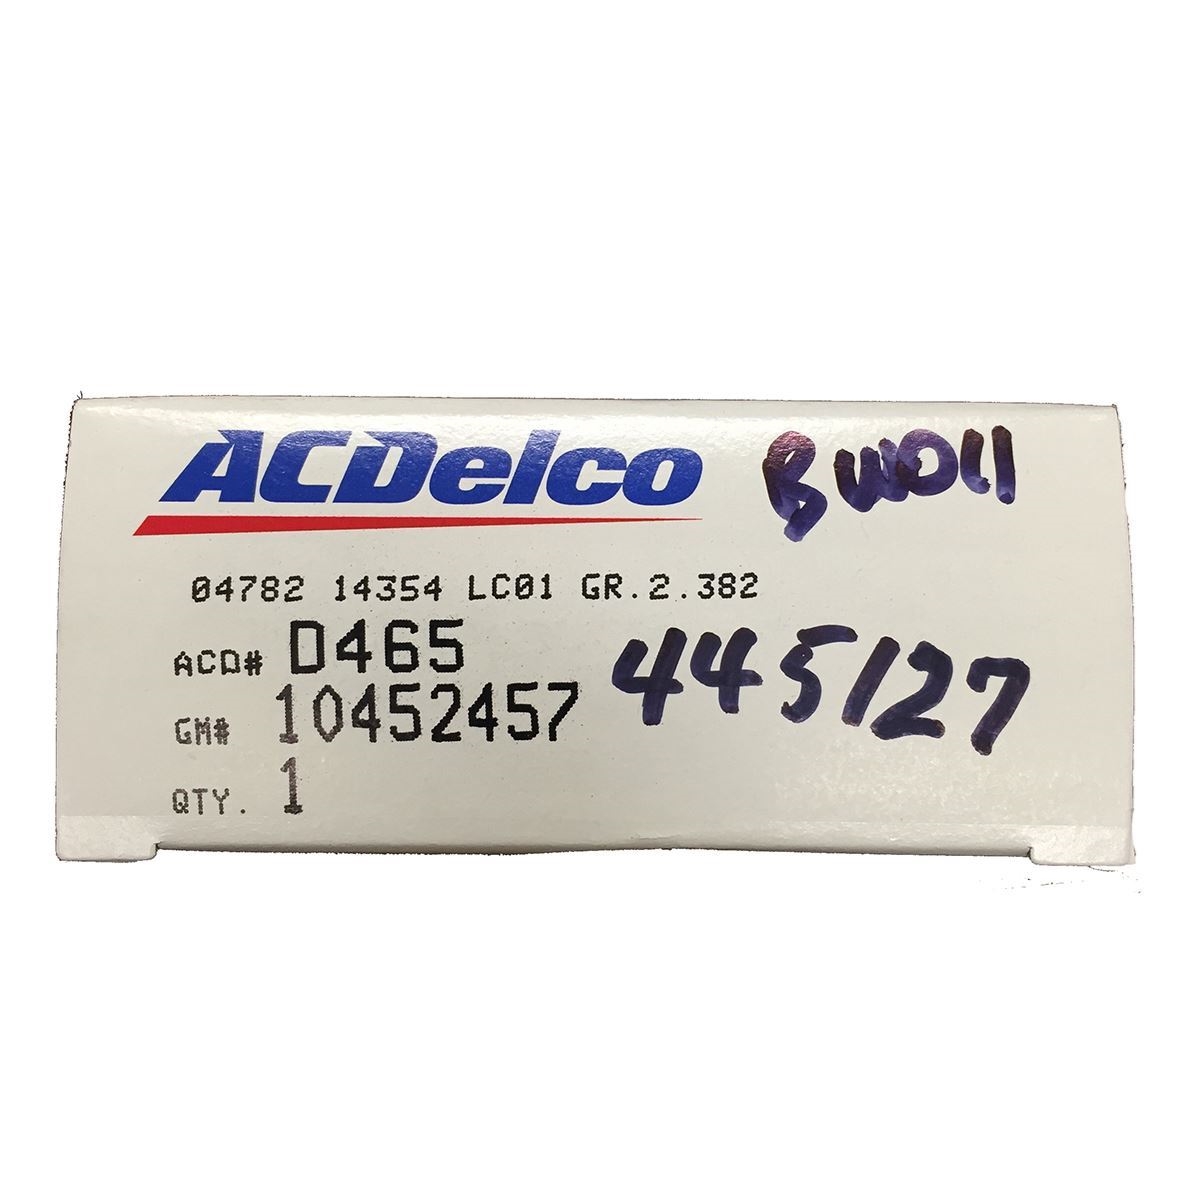 ACDelco BW011
04782 14354 LC01 GR.2.382
ACD# D465
445127
GM# 10452457
QTY. 1